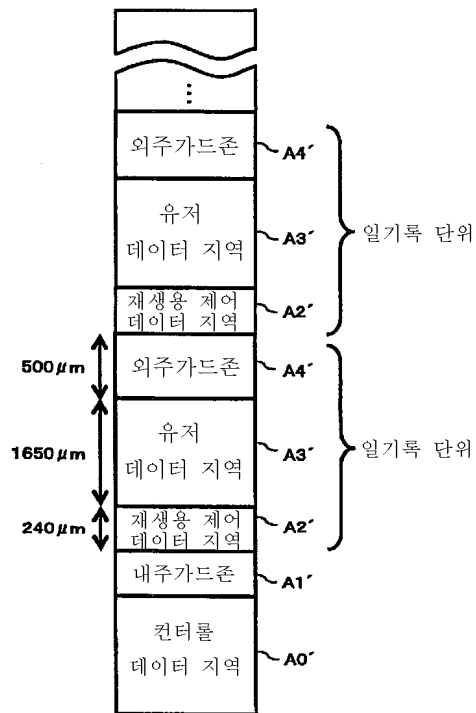 ⋮
외주가드존
A4´
유저
데이터 지역
A3´
일기록 단위
재생용 제어
데이터 지역
A2´
500μm
외주가드존
A4´
1650μm
유저
데이터 지역
A3´
일기록 단위
240μm
재생용 제어
데이터 지역
A2´
내주가드존
A1´
컨터롤
데이터 지역
A0´